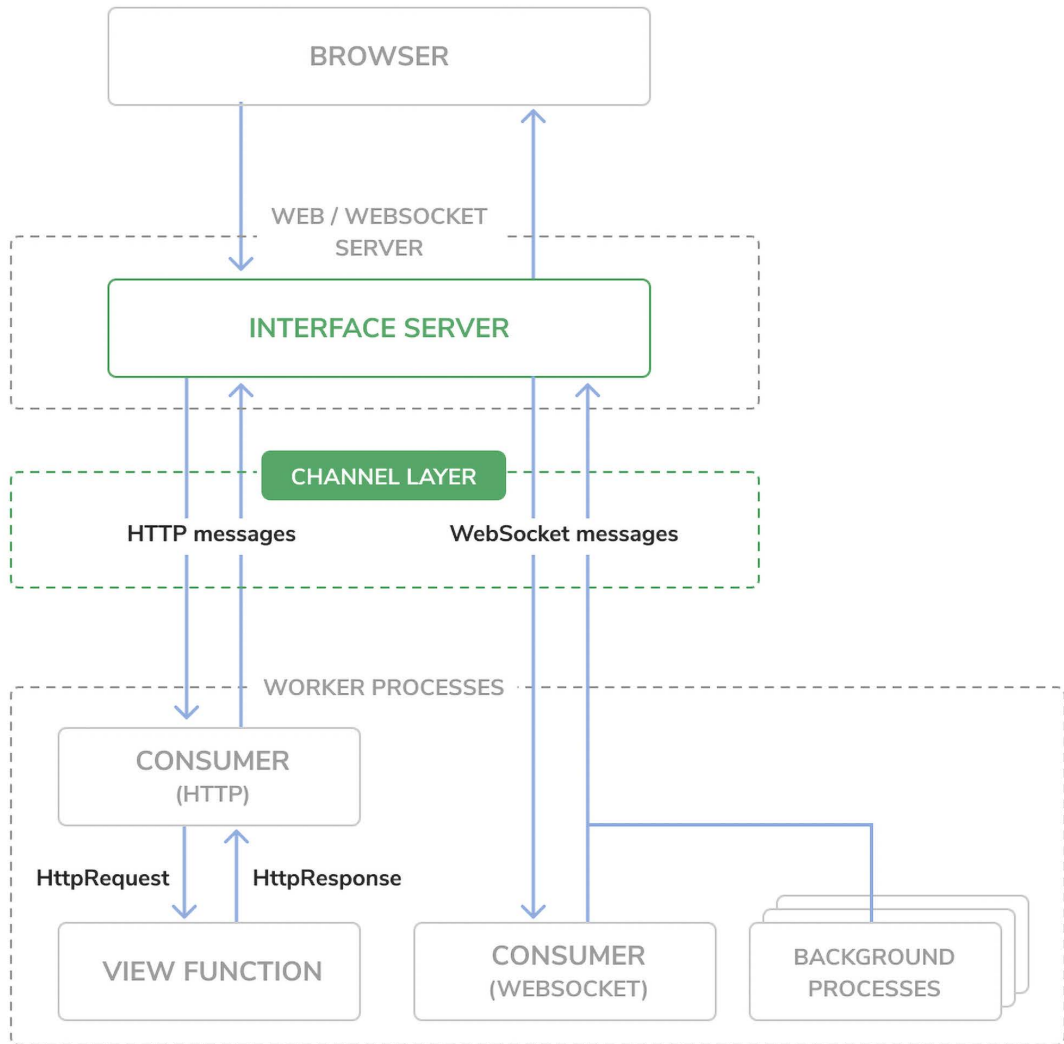 BROWSER
WEB / WEBSOCKET
SERVER
INTERFACE SERVER
CHANNEL LAYER
HTTP messages
WebSocket messages
WORKER PROCESSES
CONSUMER
(HTTP)
HttpRequest
HttpResponse
VIEW FUNCTION
CONSUMER
(WEBSOCKET)
BACKGROUND
PROCESSES